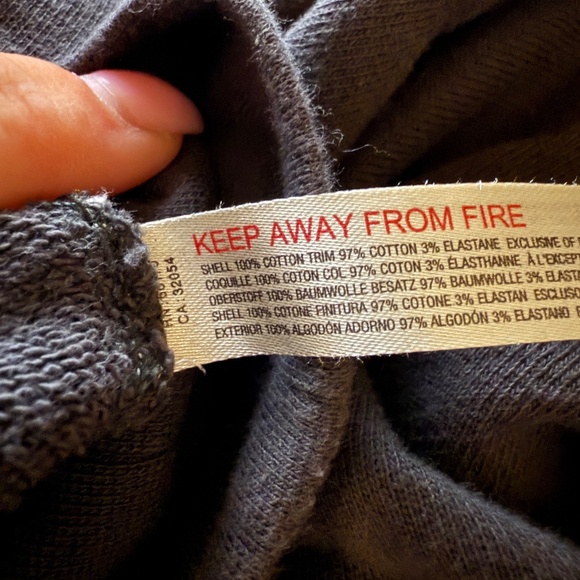 KEEP AWAY FROM FIRE
SHELL 100% COTTON TRIM 97% COTTON 3% ELASTANE EXCLUSIVE OF
COQUILLE 100% COTON COL 97% COTON 3% ÉLASTHANNE À L'EXCEPT
OBERSTOFF 100% BAUMWOLLE BESATZ 97% BAUMWOLLE 3%
SHELL 100% COTONE FINITURA 97% COTONE 3% ELASTAN
EXTERIOR 100% ALGODÓN ADORNO 97% ALGODÓN 3% ELASTANO
CA 32054